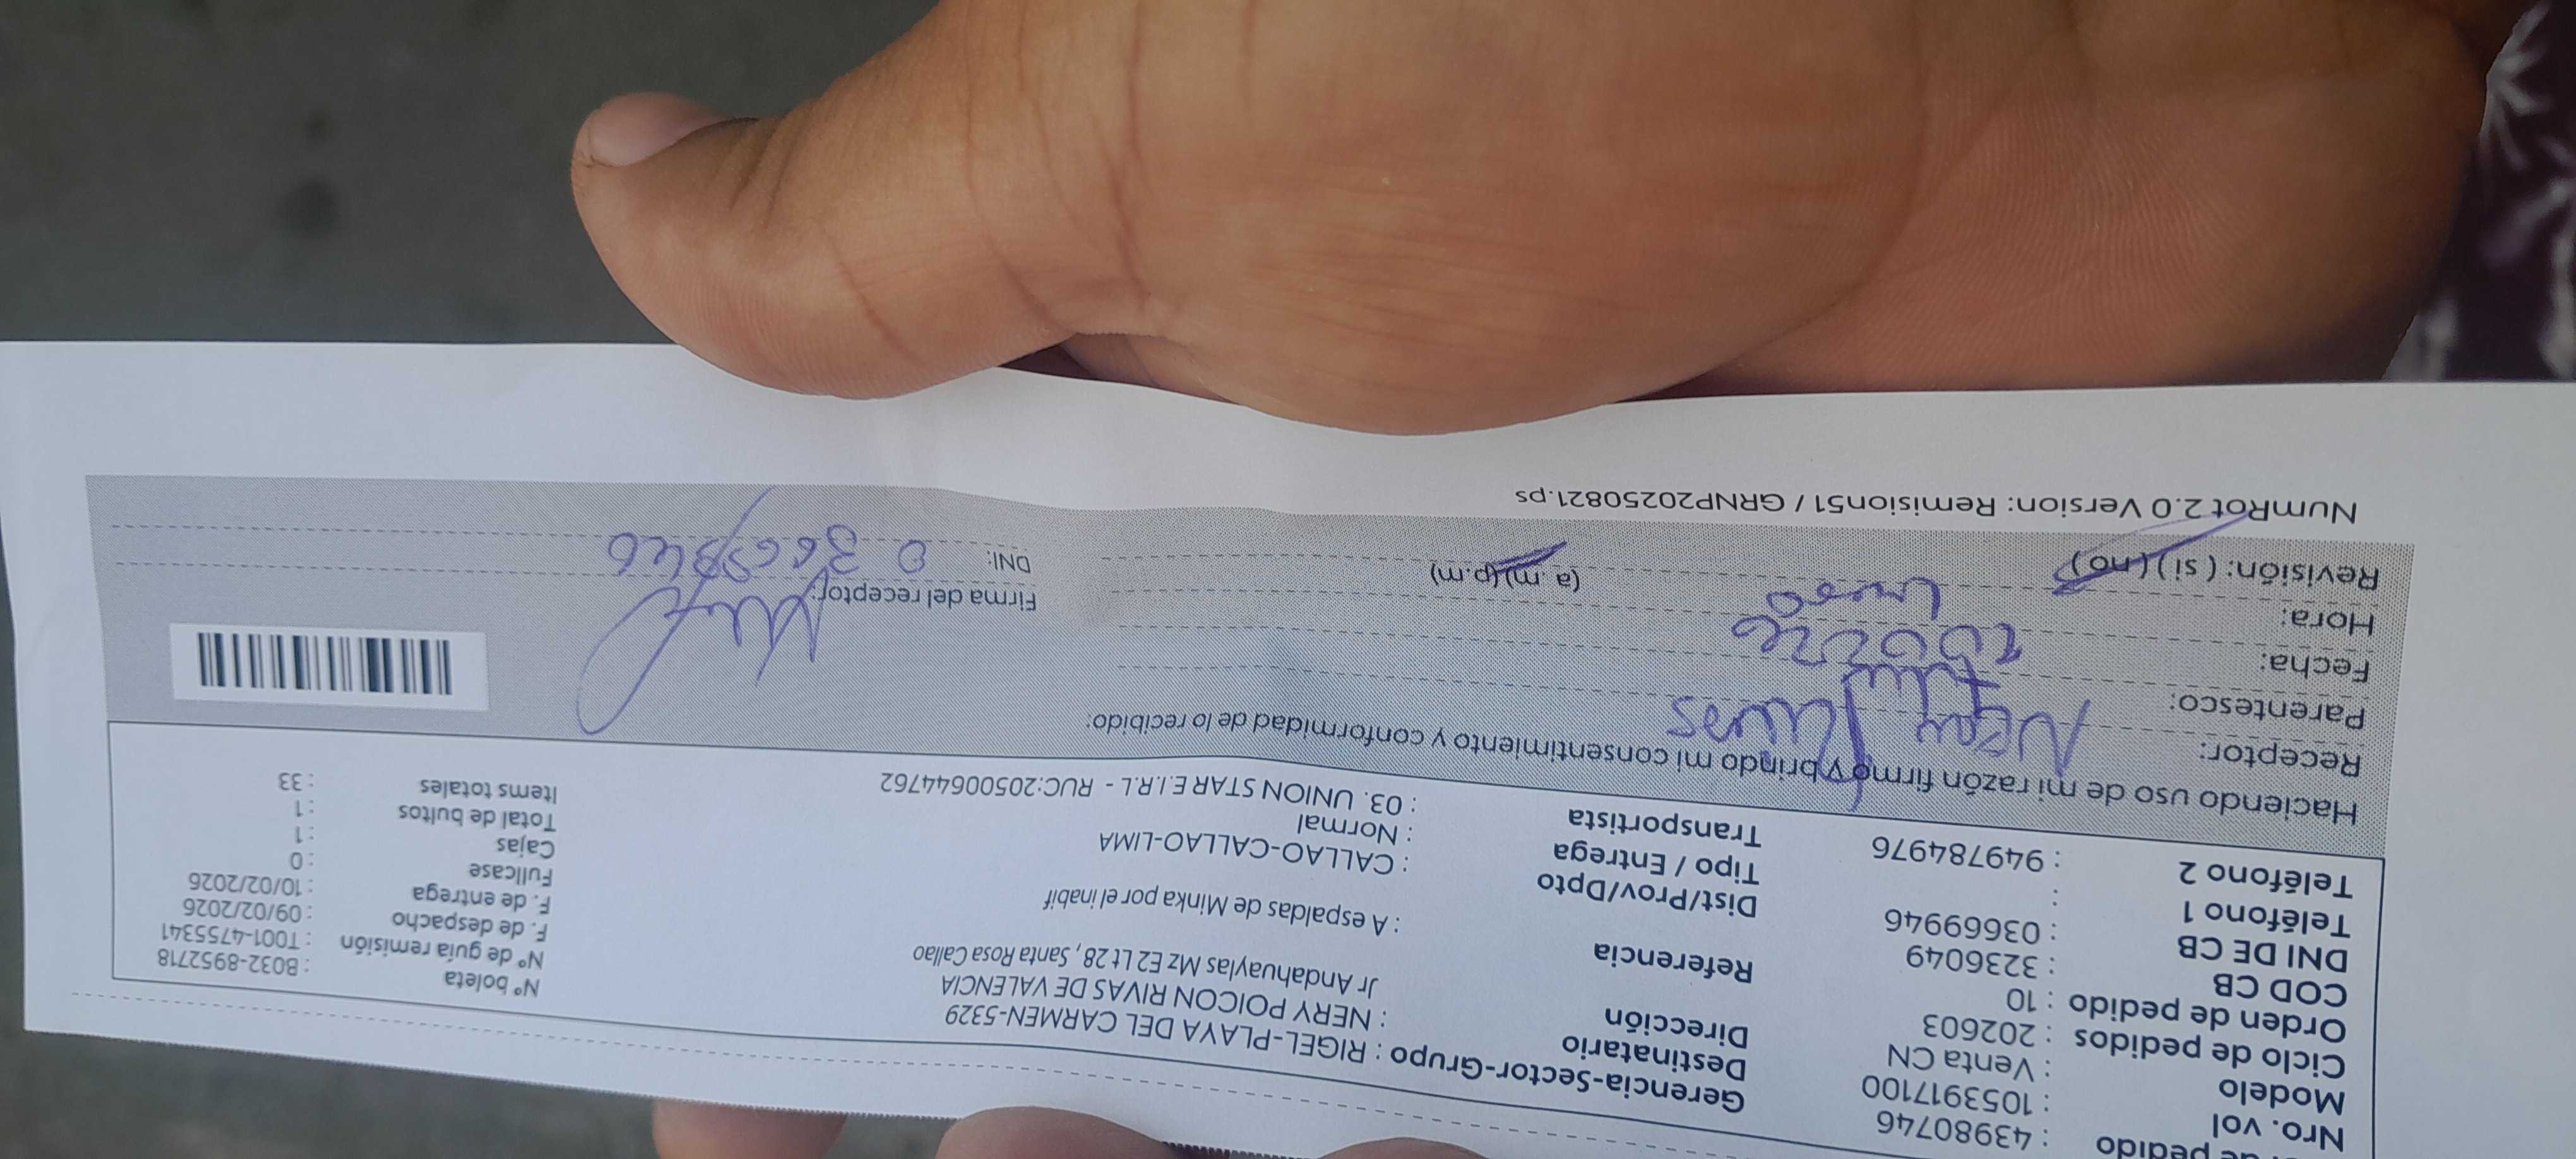 de pedido : 43980746
Nro. vol : 1053917100
Modelo : Venta CN
Ciclo de pedidos : 202603
Orden de pedido : 10
COD CB : 3236049
DNI DE CB : 03669946
Teléfono 1 :
Teléfono 2 : 949784976
Gerencia-Sector-Grupo : RIGEL-PLAYA DEL CARMEN-5329
Destinatario : NERY POICON RIVAS DE VALENCIA
Dirección Jr Andahuaylas Mz E2 Lt 28, Santa Rosa Callao
Referencia : A espaldas de Minka por el inabif
Dist/Prov/Dpto : CALLAO-CALLAO-LIMA
Tipo / Entrega : Normal
Transportista : 03. UNION STAR E.I.R.L - RUC:20500644762
N° boleta : B032-8952718
N° de guía remisión : T001-4755341
F. de despacho : 09/02/2026
F. de entrega : 10/02/2026
Fullcase : 0
Cajas : 1
Total de bultos : 1
Items totales : 33
Haciendo uso de mi razón firmo y brindo mi consentimiento y conformidad de lo recibido:
Receptor:
Parentesco:
Fecha:
Hora: (a.m) (p.m)
Revisión: ( si ) ( no )
Firma del receptor:
DNI:
NumRot 2.0 Version: Remision51 / GRNP20250821.ps